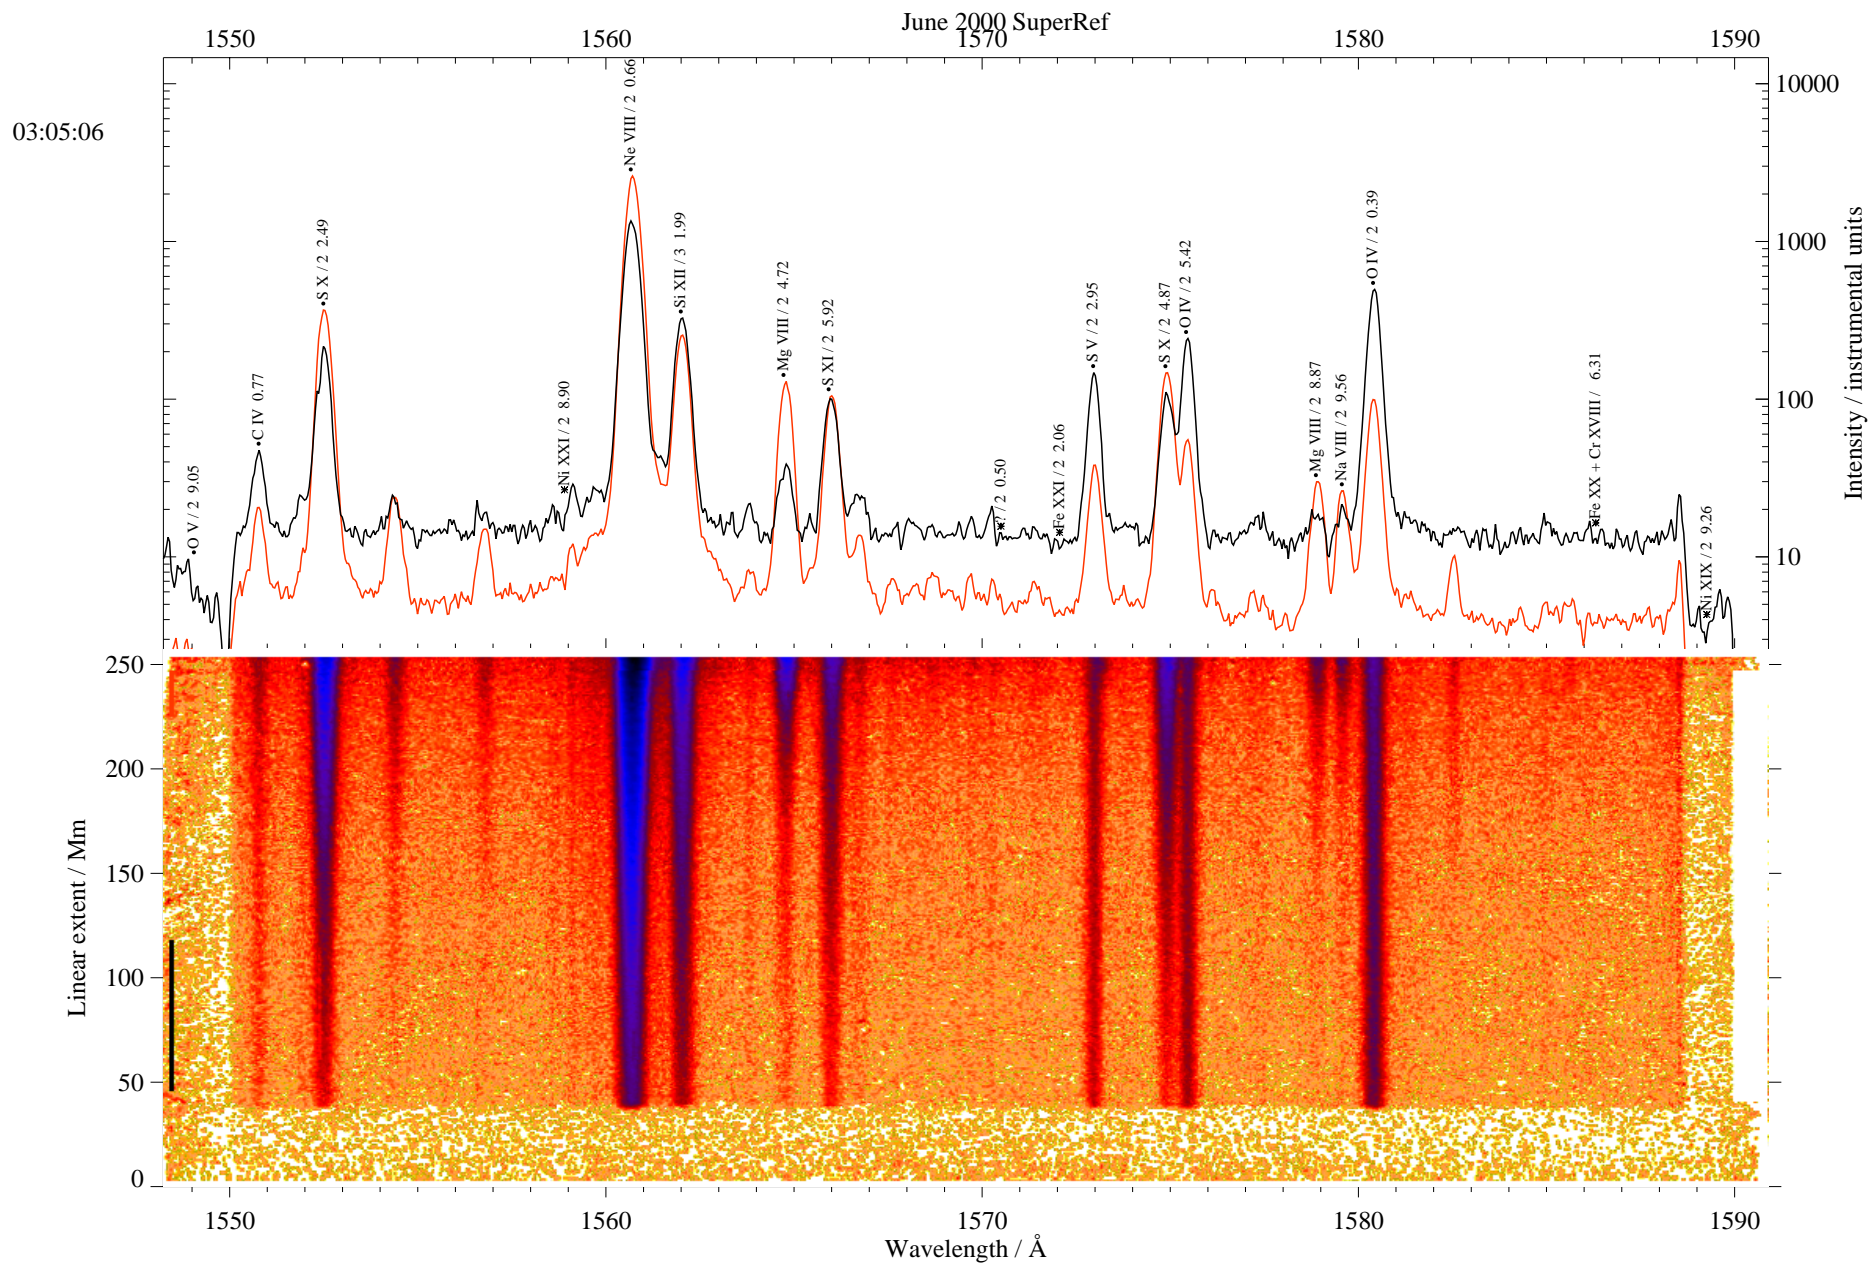 June 2000 SuperRef
1550 1560 1570 1580 1590
03:05:06
10000
1000
100
10
Intensity / instrumental units
O V / 2 9.05
C IV 0.77
S X / 2 2.49
Ni XXI / 2 8.90
Ne VIII / 2 0.66
Si XII / 3 1.99
Mg VIII / 2 4.72
S XI / 2 5.92
? / 2 0.50
Fe XXI / 2 2.06
S V / 2 2.95
S X / 2 4.87
O IV / 2 5.42
Mg VIII / 2 8.87
Na VIII / 2 9.56
O IV / 2 0.39
Fe XX + Cr XVIII / 6.31
Ni XIX / 2 9.26
250
200
150
100
50
0
Linear extent / Mm
1550 1560 1570 1580 1590
Wavelength / Å